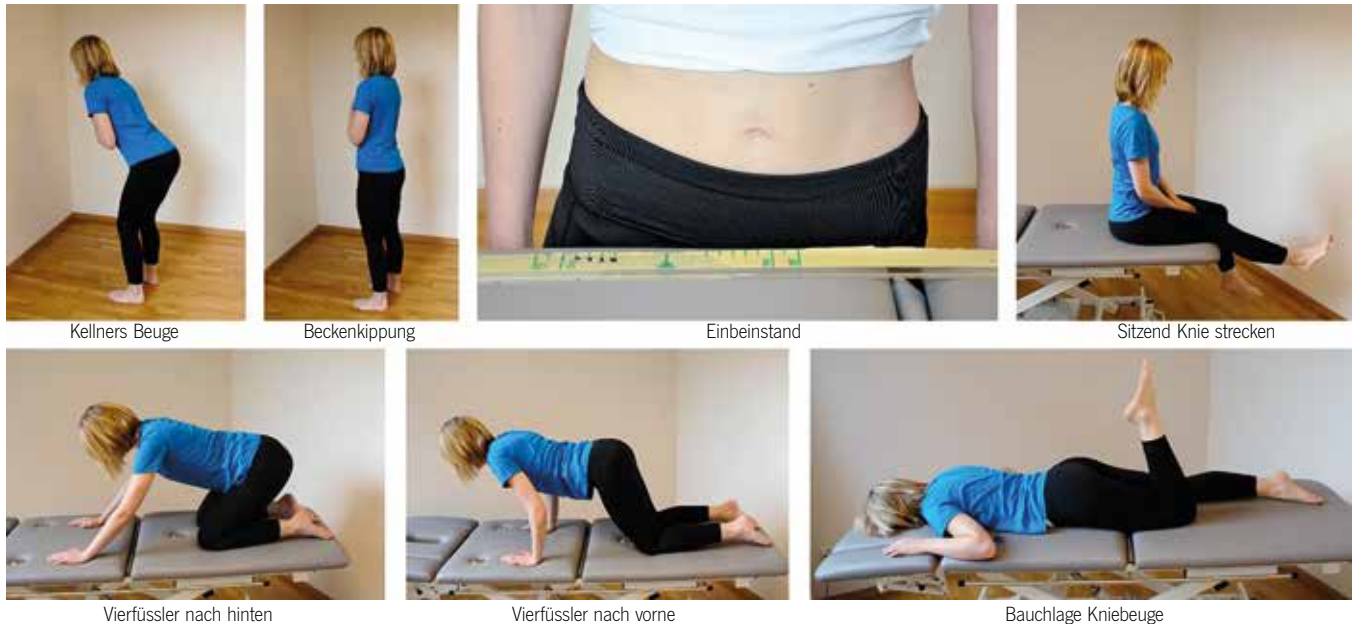 Kellners Beuge
Beckenkippung
Einbeinstand
Sitzend Knie strecken
Vierfüssler nach hinten
Vierfüssler nach vorne
Bauchlage Kniebeuge